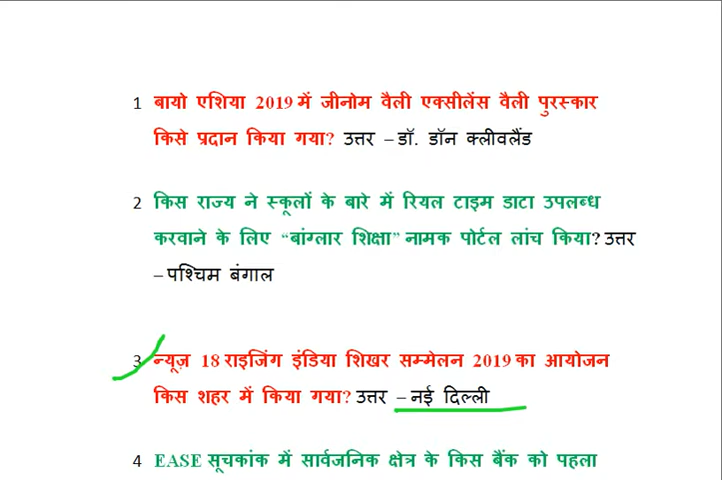 1 बायो एशिया 2019 में जीनोम वैली एक्सीलेंस वैली पुरस्कार
किसे प्रदान किया गया? उत्तर – डॉ. डॉन क्लीवलैंड
2 किस राज्य ने स्कूलों के बारे में रियल टाइम डाटा उपलब्ध
करवाने के लिए “बांग्लार शिक्षा” नामक पोर्टल लांच किया? उत्तर
– पश्चिम बंगाल
3 न्यूज़ 18 राइजिंग इंडिया शिखर सम्मेलन 2019 का आयोजन
किस शहर में किया गया? उत्तर – नई दिल्ली
4 EASE सूचकांक में सार्वजनिक क्षेत्र के किस बैंक को पहला